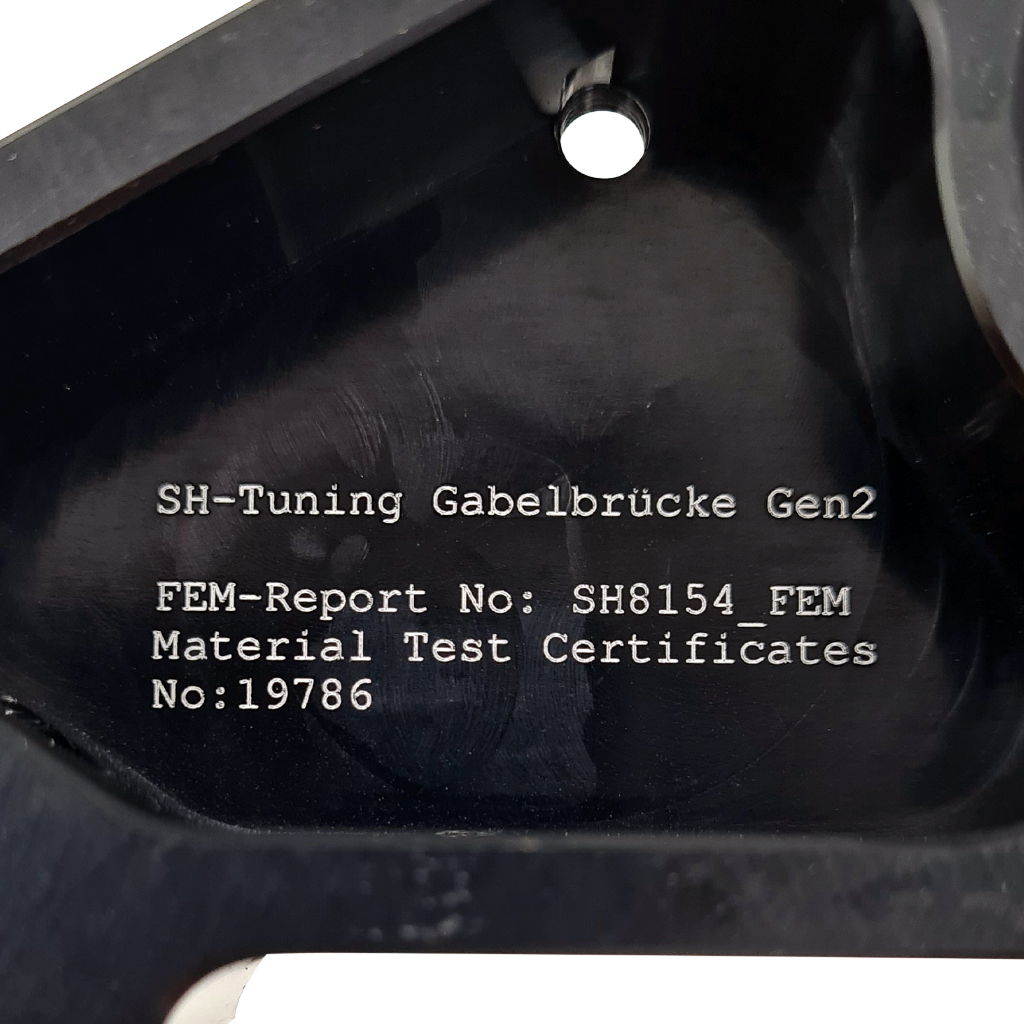 SH-Tuning Gabelbrücke Gen2
FEM-Report No: SH8154_FEM
Material Test Certificates
No:19786